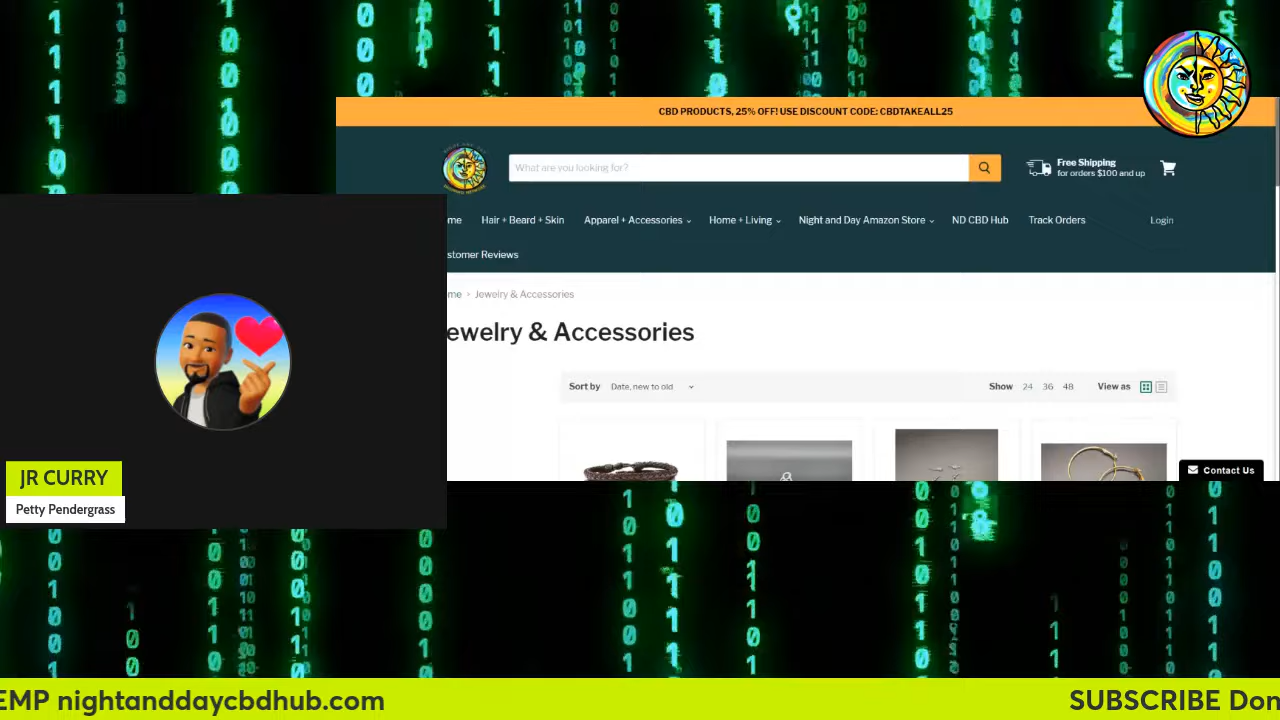 CBD PRODUCTS, 25% OFF! USE DISCOUNT CODE: CBDTAKEALL25
What are you looking for?
Free Shipping
for orders $100 and up
me Hair + Beard + Skin Apparel + Accessories Home + Living Night and Day Amazon Store ND CBD Hub Track Orders Login
stomer Reviews
me > Jewelry & Accessories
ewelry & Accessories
Sort by Date, new to old Show 24 36 48 View as
Contact Us
JR CURRY
Petty Pendergrass
EMP nightanddaycbdhub.com SUBSCRIBE Don